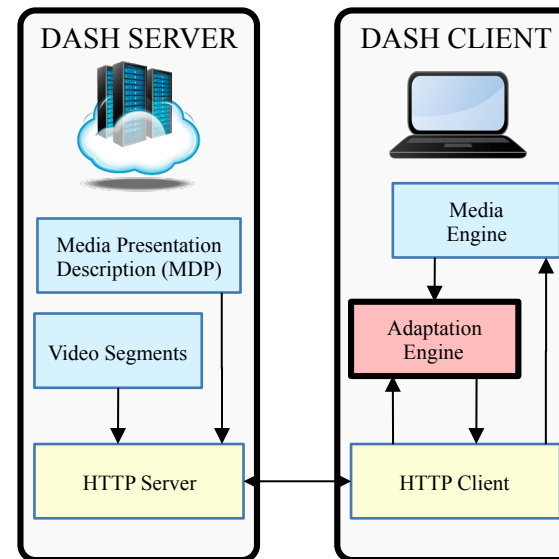 DASH SERVER
Media Presentation
Description (MDP)
Video Segments
HTTP Server
DASH CLIENT
Media
Engine
Adaptation
Engine
HTTP Client